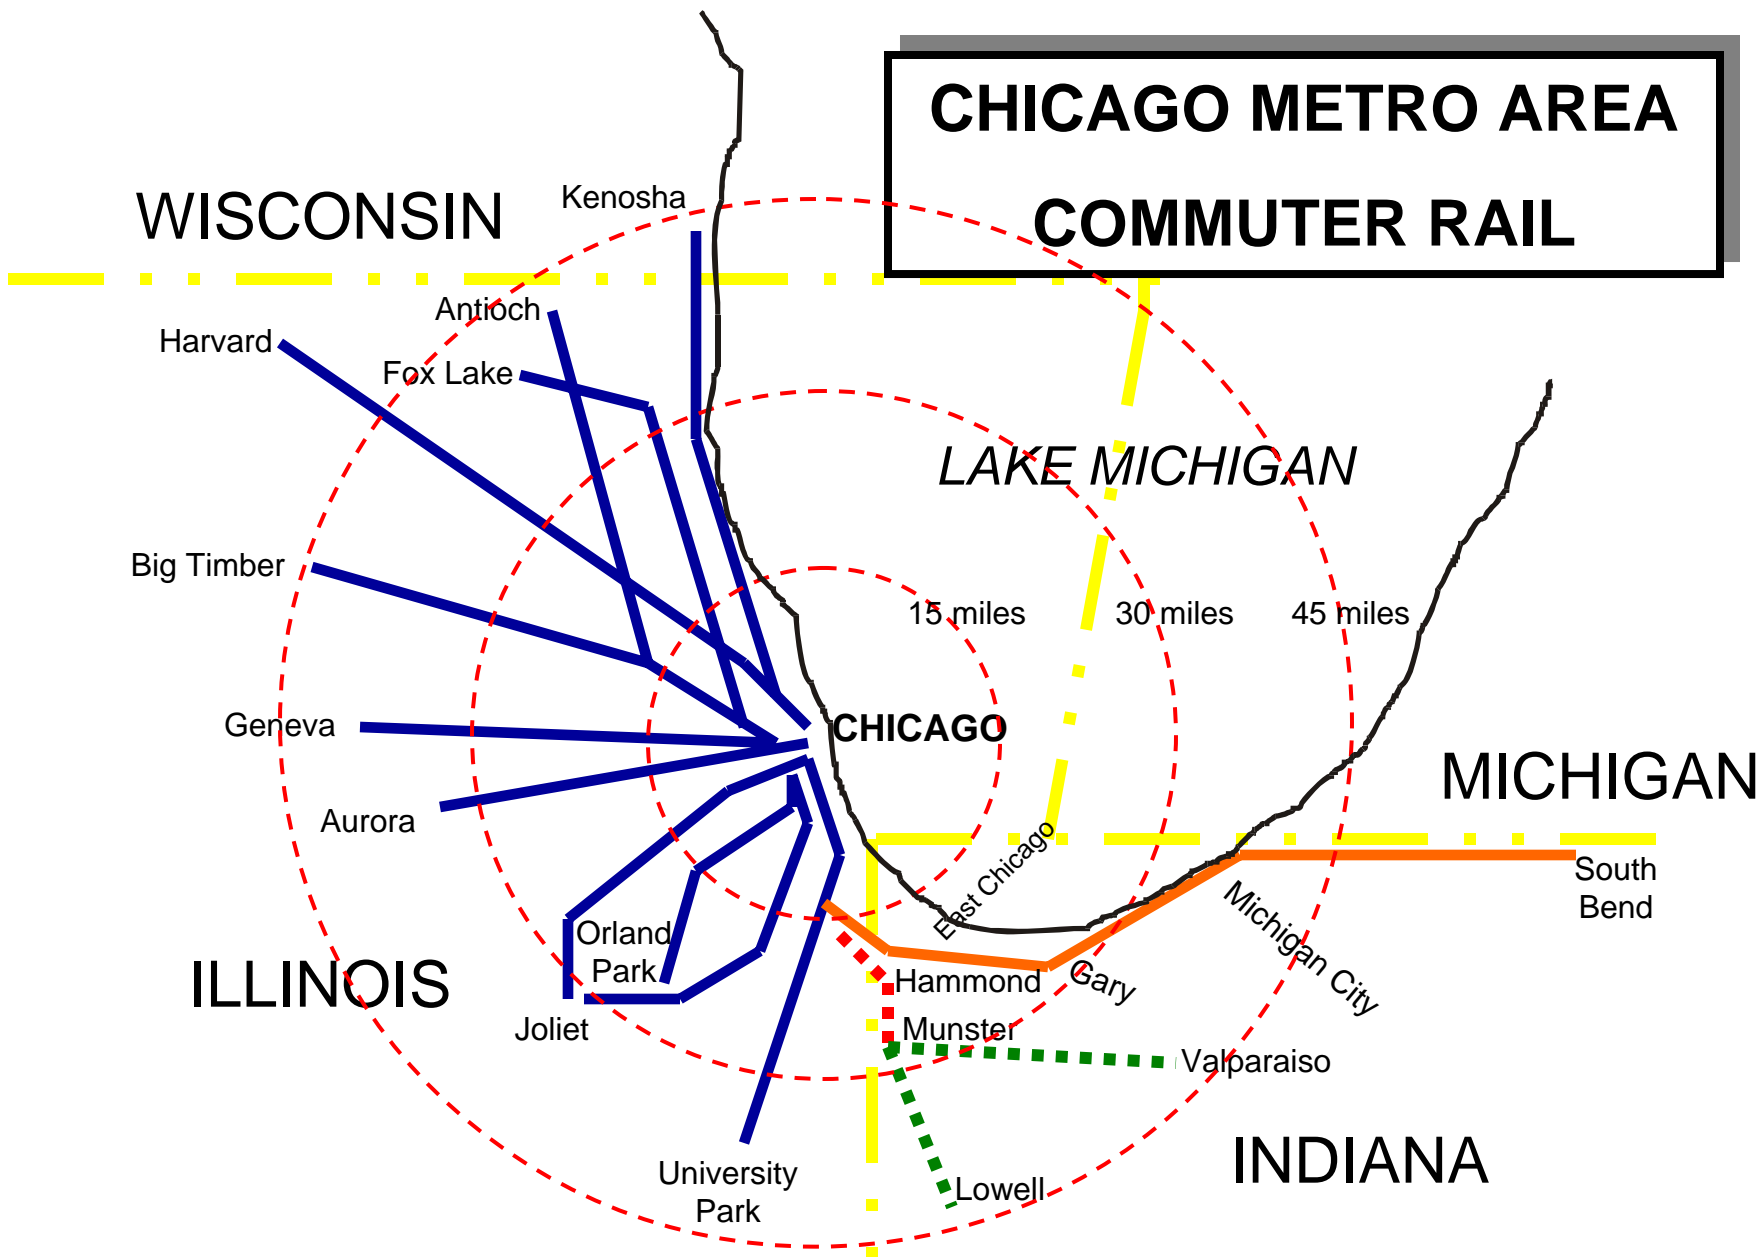 CHICAGO METRO AREA
COMMUTER RAIL
WISCONSIN
Kenosha
Antioch
Harvard
Fox Lake
LAKE MICHIGAN
Big Timber
15 miles
30 miles
45 miles
Geneva
CHICAGO
Aurora
MICHIGAN
East Chicago
South
Bend
Michigan City
Orland
Park
ILLINOIS
Hammond
Gary
Joliet
Munster
Valparaiso
INDIANA
University
Park
Lowell